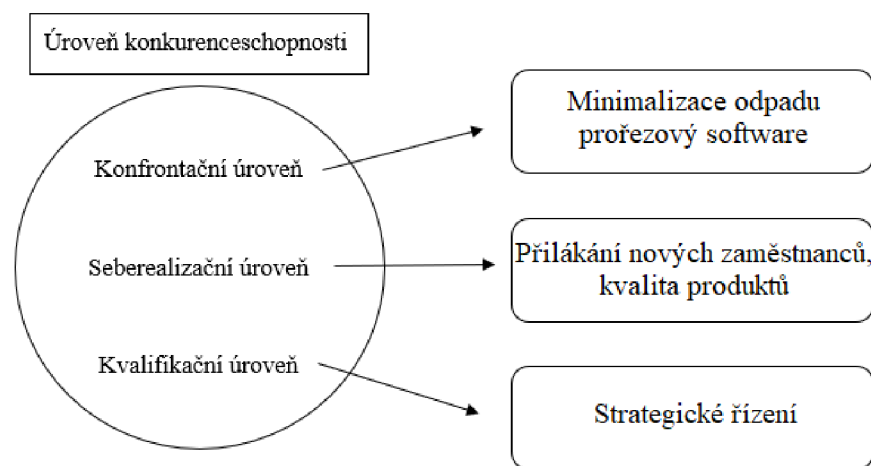 Úroveň konkurenceschopnosti
Konfrontační úroveň
Seberealizační úroveň
Kvalifikační úroveň
Minimalizace odpadu
prořezový software
Přilákání nových zaměstnanců,
kvalita produktů
Strategické řízení